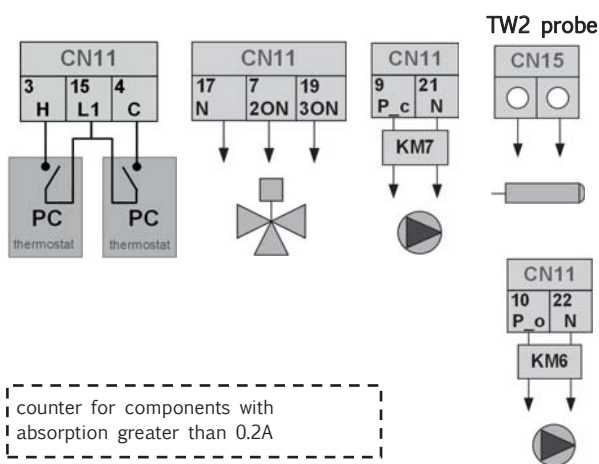 TW2 probe
CN11
3 15 4
H L1 C
PC PC
thermostat thermostat
CN11
17 7 19
N 2ON 3ON
CN11
9 21
P_c N
KM7
CN15
CN11
10 22
P_o N
KM6
counter for components with
absorption greater than 0.2A